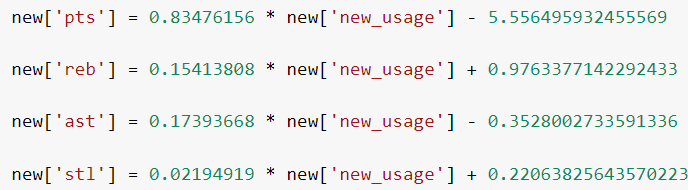 new['pts'] = 0.83476156 * new['new_usage'] - 5.556495932455569
new['reb'] = 0.15413808 * new['new_usage'] + 0.9763377142292433
new['ast'] = 0.17393668 * new['new_usage'] - 0.3528002733591336
new['stl'] = 0.02194919 * new['new_usage'] + 0.22063825643570223